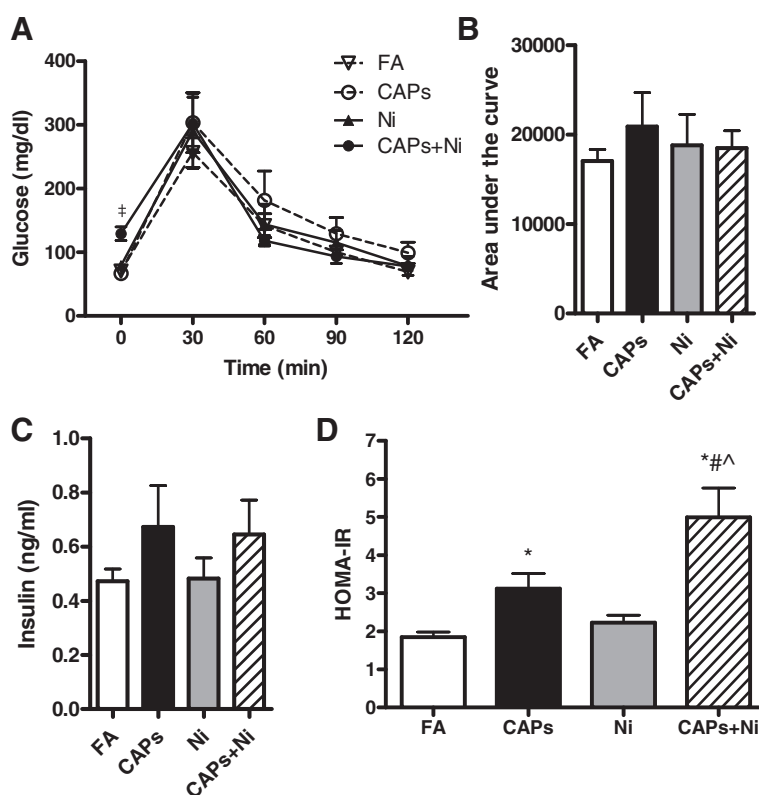 A
Glucose (mg/dl)
400
300
200
100
0
‡
FA
CAPs
Ni
CAPs+Ni
0 30 60 90 120
Time (min)
B
Area under the curve
30000
20000
10000
0
FA CAPs Ni CAPs+Ni
C
Insulin (ng/ml)
1.0
0.8
0.6
0.4
0.2
0.0
FA CAPs Ni CAPs+Ni
D
HOMA-IR
7
6
5
4
3
2
1
0
*
*#^
FA CAPs Ni CAPs+Ni